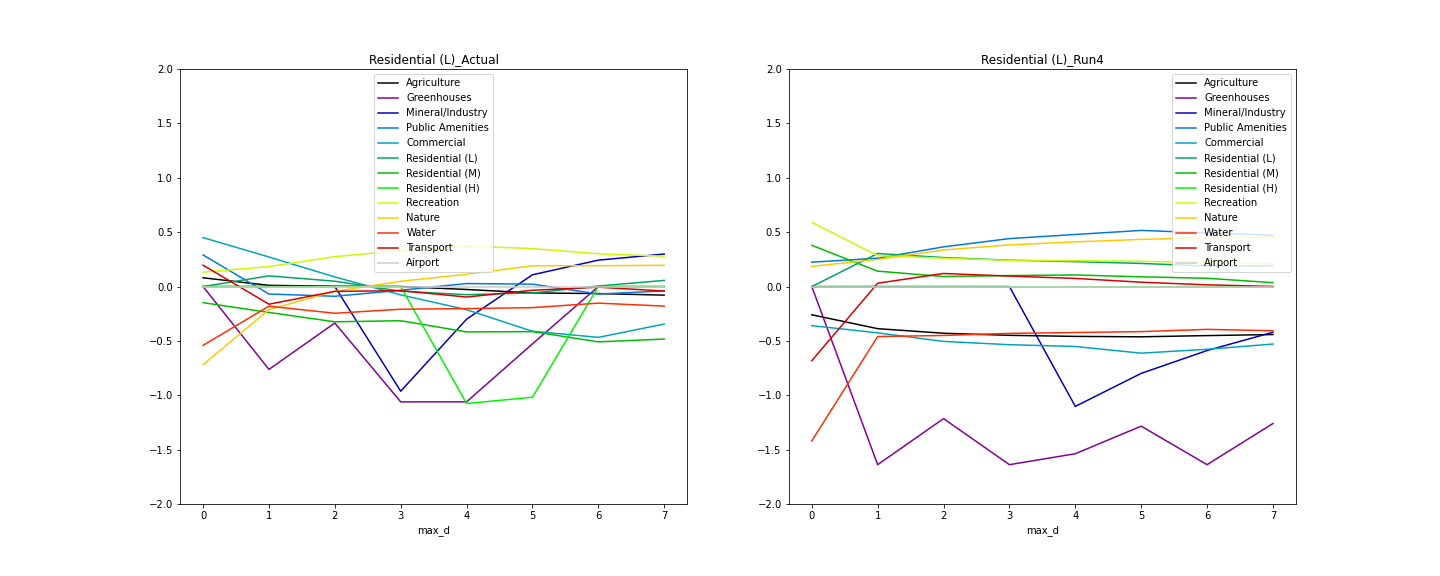 Residential (L)_Actual
2.0
1.5
1.0
0.5
0.0
−0.5
−1.0
−1.5
−2.0
Agriculture
Greenhouses
Mineral/Industry
Public Amenities
Commercial
Residential (L)
Residential (M)
Residential (H)
Recreation
Nature
Water
Transport
Airport
0 1 2 3 4 5 6 7
max_d
Residential (L)_Run4
2.0
1.5
1.0
0.5
0.0
−0.5
−1.0
−1.5
−2.0
Agriculture
Greenhouses
Mineral/Industry
Public Amenities
Commercial
Residential (L)
Residential (M)
Residential (H)
Recreation
Nature
Water
Transport
Airport
0 1 2 3 4 5 6 7
max_d